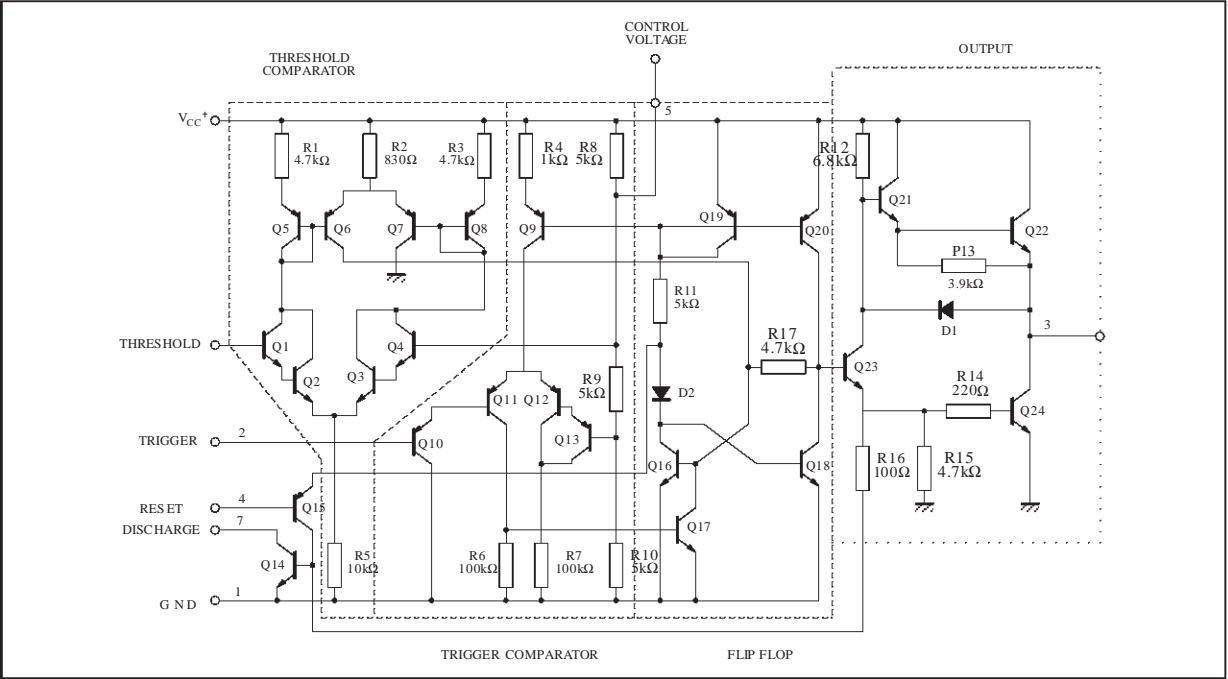 CONTROL
VOLTAGE
THRESHOLD
COMPARATOR
OUTPUT
5
VCC+
R1
4.7kΩ
R2
830Ω
R3
4.7kΩ
R4
1kΩ
R8
5kΩ
R12
6.8kΩ
Q5
Q6
Q7
Q8
Q9
Q19
Q20
Q21
Q22
P13
3.9kΩ
R11
5kΩ
D1
3
THRESHOLD
Q1
Q2
Q3
Q4
R17
4.7kΩ
Q23
R9
5kΩ
D2
R14
220Ω
Q11
Q12
Q24
TRIGGER
2
Q10
Q13
Q16
Q18
R16
100Ω
R15
4.7kΩ
RESET
4
Q15
DISCHARGE
7
Q17
Q14
R5
10kΩ
R6
100kΩ
R7
100kΩ
R10
5kΩ
GND
1
TRIGGER COMPARATOR
FLIP FLOP